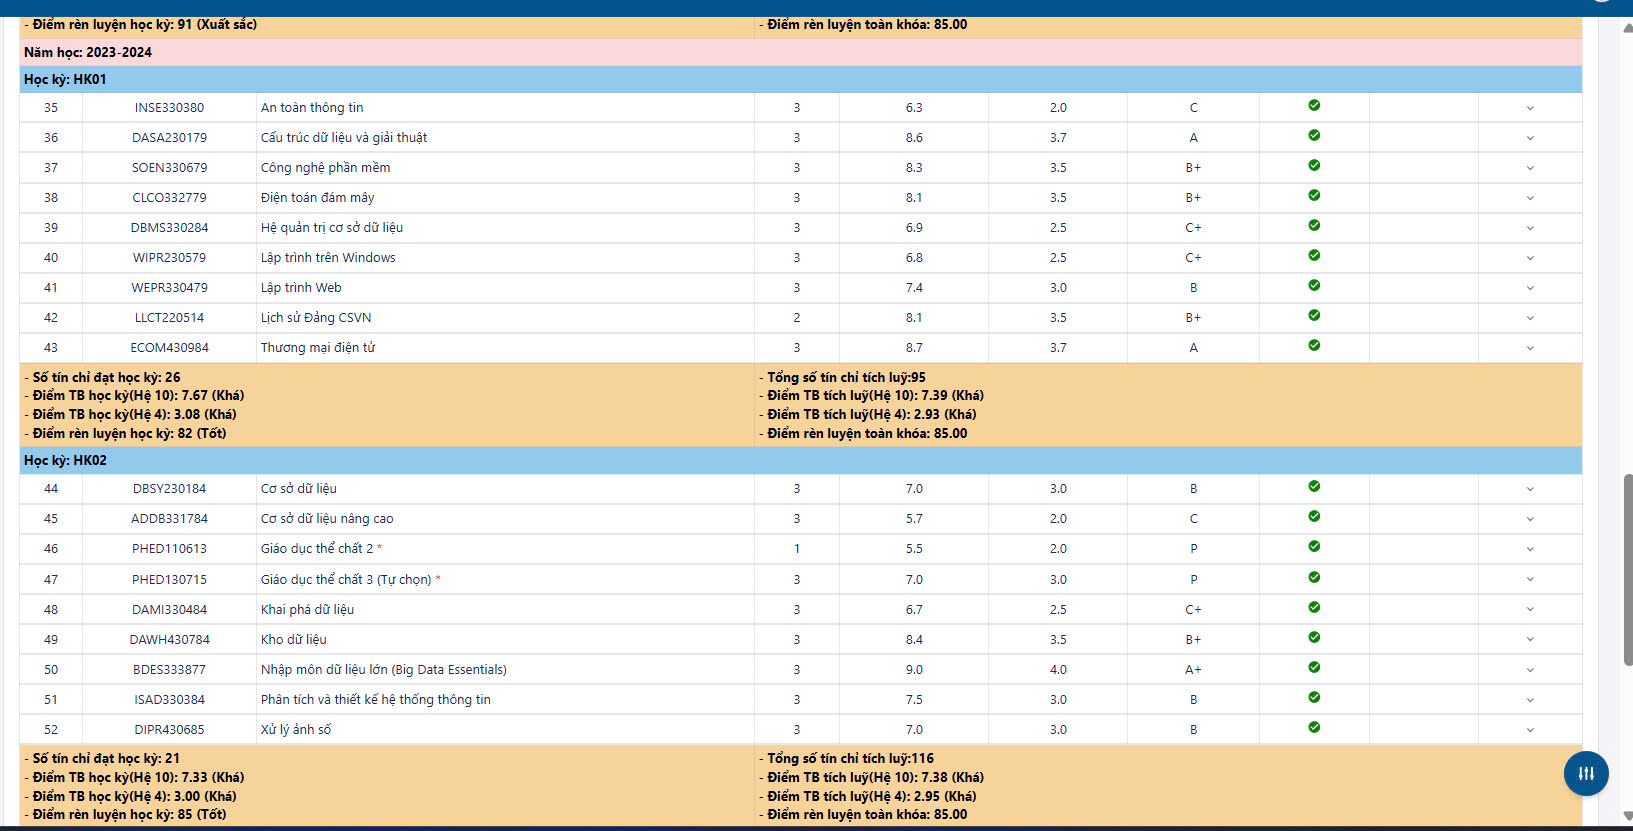 - Điểm rèn luyện học kỳ: 91 (Xuất sắc) - Điểm rèn luyện toàn khóa: 85.00
Năm học: 2023-2024
Học kỳ: HK01
35 INSE330380 An toàn thông tin 3 6.3 2.0 C
36 DASA230179 Cấu trúc dữ liệu và giải thuật 3 8.6 3.7 A
37 SOEN330679 Công nghệ phần mềm 3 8.3 3.5 B+
38 CLCO332779 Điện toán đám mây 3 8.1 3.5 B+
39 DBMS330284 Hệ quản trị cơ sở dữ liệu 3 6.9 2.5 C+
40 WIPR230579 Lập trình trên Windows 3 6.8 2.5 C+
41 WEPR330479 Lập trình Web 3 7.4 3.0 B
42 LLCT220514 Lịch sử Đảng CSVN 2 8.1 3.5 B+
43 ECOM430984 Thương mại điện tử 3 8.7 3.7 A
- Số tín chỉ đạt học kỳ: 26 - Tổng số tín chỉ tích luỹ:95
- Điểm TB học kỳ(Hệ 10): 7.67 (Khá) - Điểm TB tích luỹ(Hệ 10): 7.39 (Khá)
- Điểm TB học kỳ(Hệ 4): 3.08 (Khá) - Điểm TB tích luỹ(Hệ 4): 2.93 (Khá)
- Điểm rèn luyện học kỳ: 82 (Tốt) - Điểm rèn luyện toàn khóa: 85.00
Học kỳ: HK02
44 DBSY230184 Cơ sở dữ liệu 3 7.0 3.0 B
45 ADDB331784 Cơ sở dữ liệu nâng cao 3 5.7 2.0 C
46 PHED110613 Giáo dục thể chất 2 * 1 5.5 2.0 P
47 PHED130715 Giáo dục thể chất 3 (Tự chọn) * 3 7.0 3.0 P
48 DAMI330484 Khai phá dữ liệu 3 6.7 2.5 C+
49 DAWH430784 Kho dữ liệu 3 8.4 3.5 B+
50 BDES333877 Nhập môn dữ liệu lớn (Big Data Essentials) 3 9.0 4.0 A+
51 ISAD330384 Phân tích và thiết kế hệ thống thông tin 3 7.5 3.0 B
52 DIPR430685 Xử lý ảnh số 3 7.0 3.0 B
- Số tín chỉ đạt học kỳ: 21 - Tổng số tín chỉ tích luỹ:116
- Điểm TB học kỳ(Hệ 10): 7.33 (Khá) - Điểm TB tích luỹ(Hệ 10): 7.38 (Khá)
- Điểm TB học kỳ(Hệ 4): 3.00 (Khá) - Điểm TB tích luỹ(Hệ 4): 2.95 (Khá)
- Điểm rèn luyện học kỳ: 85 (Tốt) - Điểm rèn luyện toàn khóa: 85.00